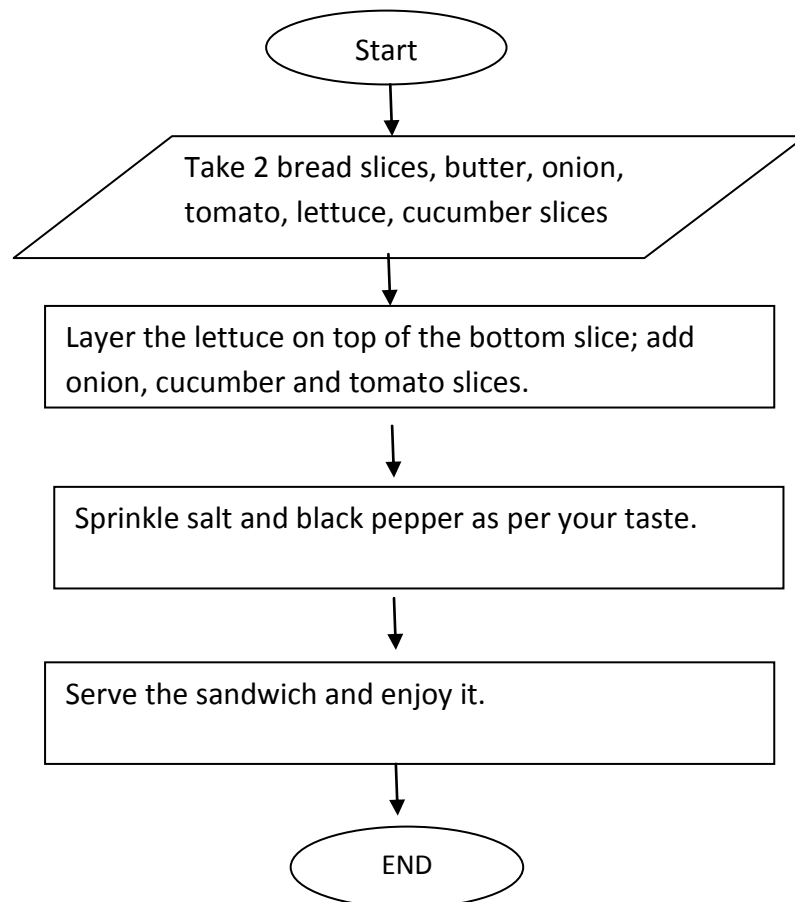 Start
Take 2 bread slices, butter, onion,
tomato, lettuce, cucumber slices
Layer the lettuce on top of the bottom slice; add
onion, cucumber and tomato slices.
Sprinkle salt and black pepper as per your taste.
Serve the sandwich and enjoy it.
END